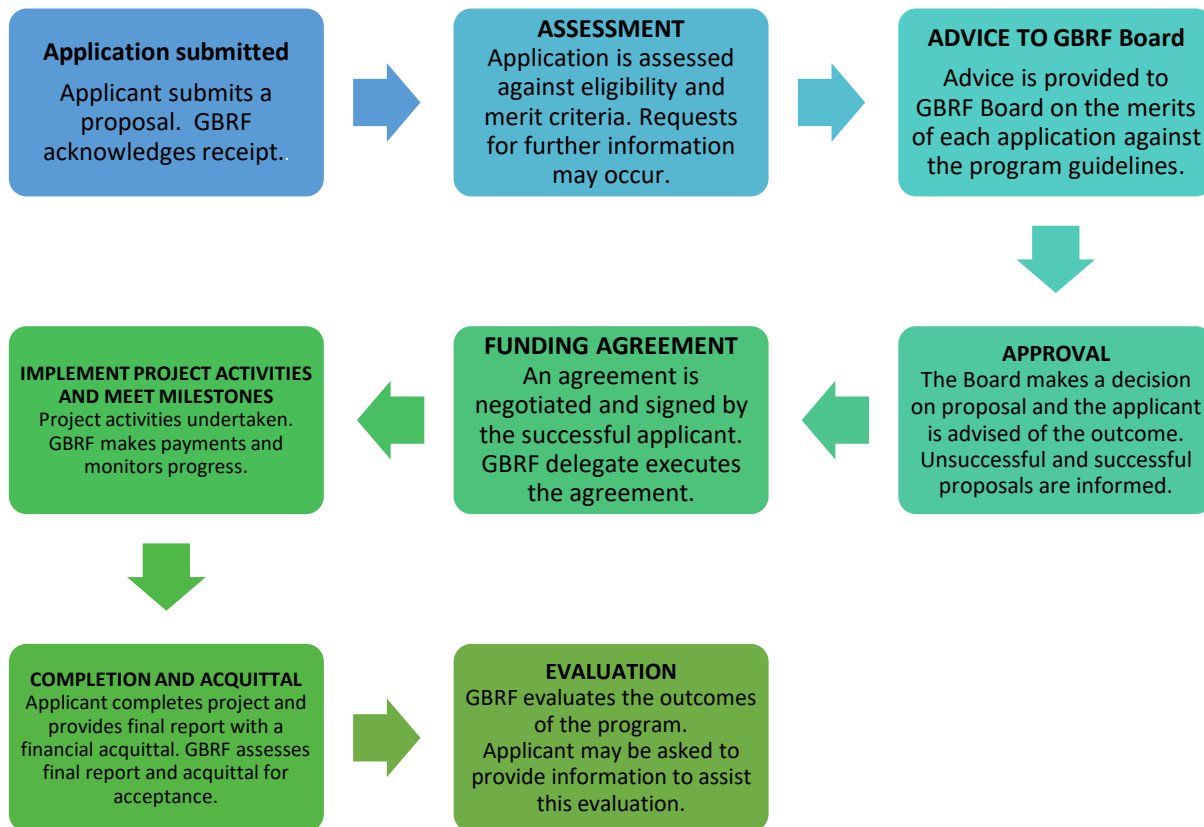 Application submitted
Applicant submits a
proposal.  GBRF
acknowledges receipt..
ASSESSMENT
Application is assessed
against eligibility and
merit criteria. Requests
for further information
may occur.
ADVICE TO GBRF Board
Advice is provided to
GBRF Board on the merits
of each application against
the program guidelines.
APPROVAL
The Board makes a decision
on proposal and the applicant
is advised of the outcome.
Unsuccessful and successful
proposals are informed.
FUNDING AGREEMENT
An agreement is
negotiated and signed by
the successful applicant.
GBRF delegate executes
the agreement.
IMPLEMENT PROJECT ACTIVITIES
AND MEET MILESTONES
Project activities undertaken.
GBRF makes payments and
monitors progress.
COMPLETION AND ACQUITTAL
Applicant completes project and
provides final report with a
financial acquittal. GBRF assesses
final report and acquittal for
acceptance.
EVALUATION
GBRF evaluates the outcomes
of the program.
Applicant may be asked to
provide information to assist
this evaluation.